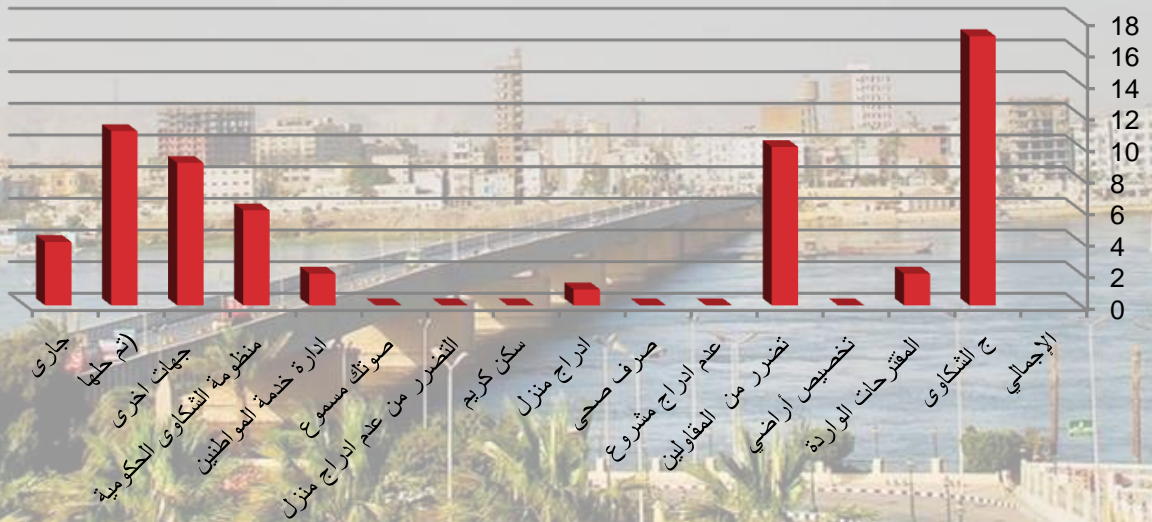 18
16
14
12
10
8
6
4
2
0
الإجمالي
ح الشكاوى
المقترحات الواردة
تخصيص أراضي
تضرر من المقاولين
عدم ادراج مشروع
صرف صحى
ادراج منزل
سكن كريم
التضرر من عدم ادراج منزل
صوتك مسموع
ادارة خدمة المواطنين
منظومة الشكاوى الحكومية
جهات اخرى
(تم حلها
جارى